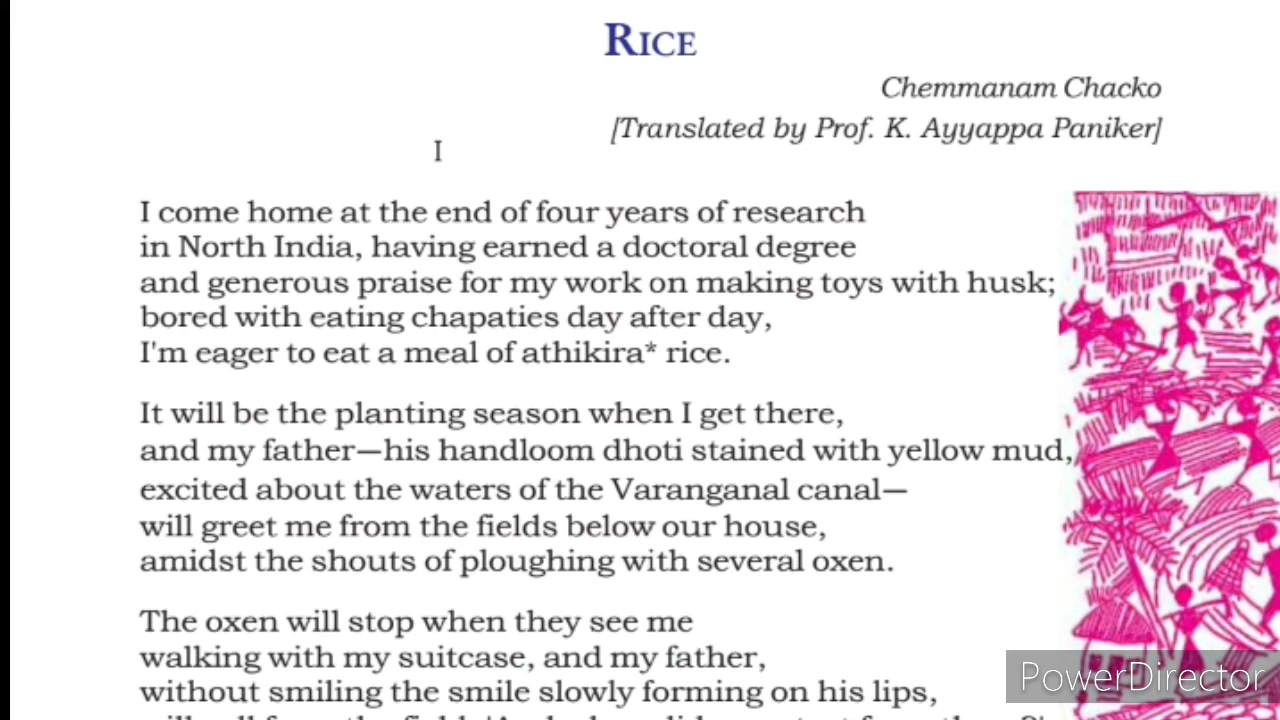 RICE
Chemmanam Chacko
[Translated by Prof. K. Ayyappa Paniker]
I
I come home at the end of four years of research
in North India, having earned a doctoral degree
and generous praise for my work on making toys with husk;
bored with eating chapaties day after day,
I'm eager to eat a meal of athikira* rice.
It will be the planting season when I get there,
and my father—his handloom dhoti stained with yellow mud,
excited about the waters of the Varanganal canal—
will greet me from the fields below our house,
amidst the shouts of ploughing with several oxen.
The oxen will stop when they see me
walking with my suitcase, and my father,
without smiling the smile slowly forming on his lips,
PowerDirector